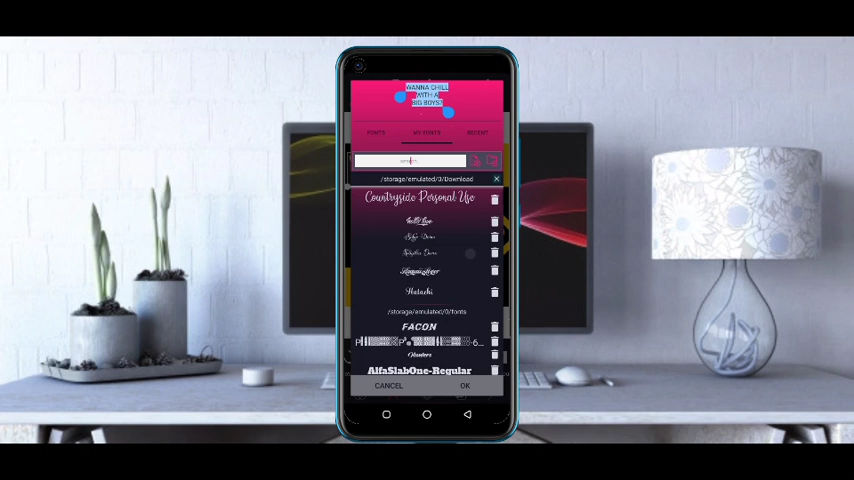 WANNA CHILL
WITH A
BIG BOYS?
FONTS
MY FONTS
RECENT
/storage/emulated/0/Download
Countryside Personal Use
Hatachi
/storage/emulated/0/fonts
FACON
Hunters
AlfaSlabOne-Regular
CANCEL
OK